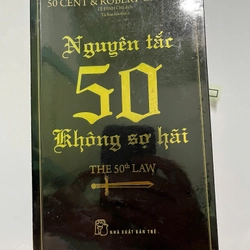 50 CENT & ROBERT
Nguyên tắc
50
Không sợ hãi
THE 50th LAW
NHÀ XUẤT BẢN TRẺ